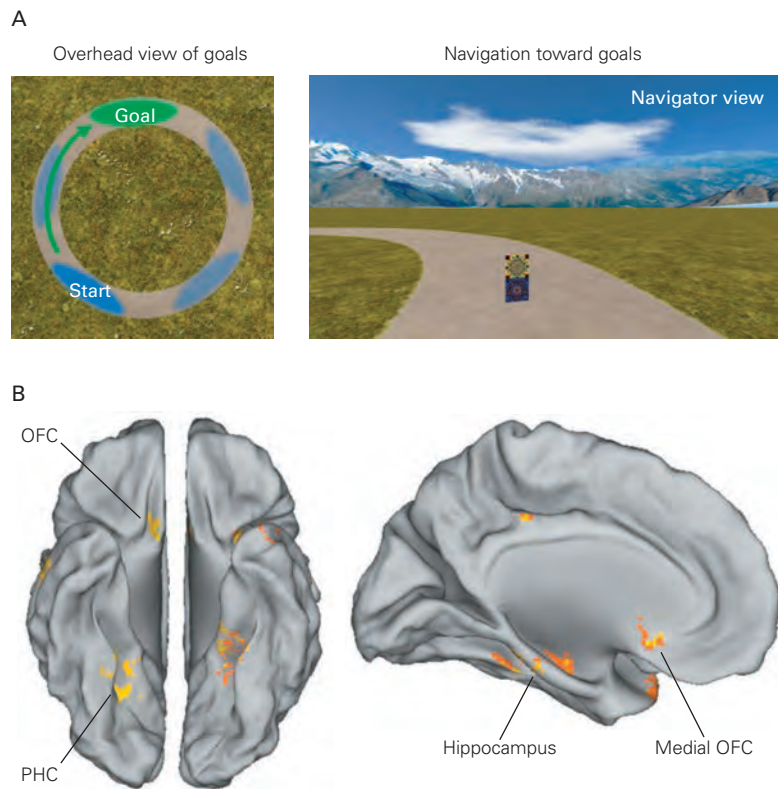 A
Overhead view of goals
Navigation toward goals
Goal
Start
Navigator view
B
OFC
PHC
Hippocampus
Medial OFC